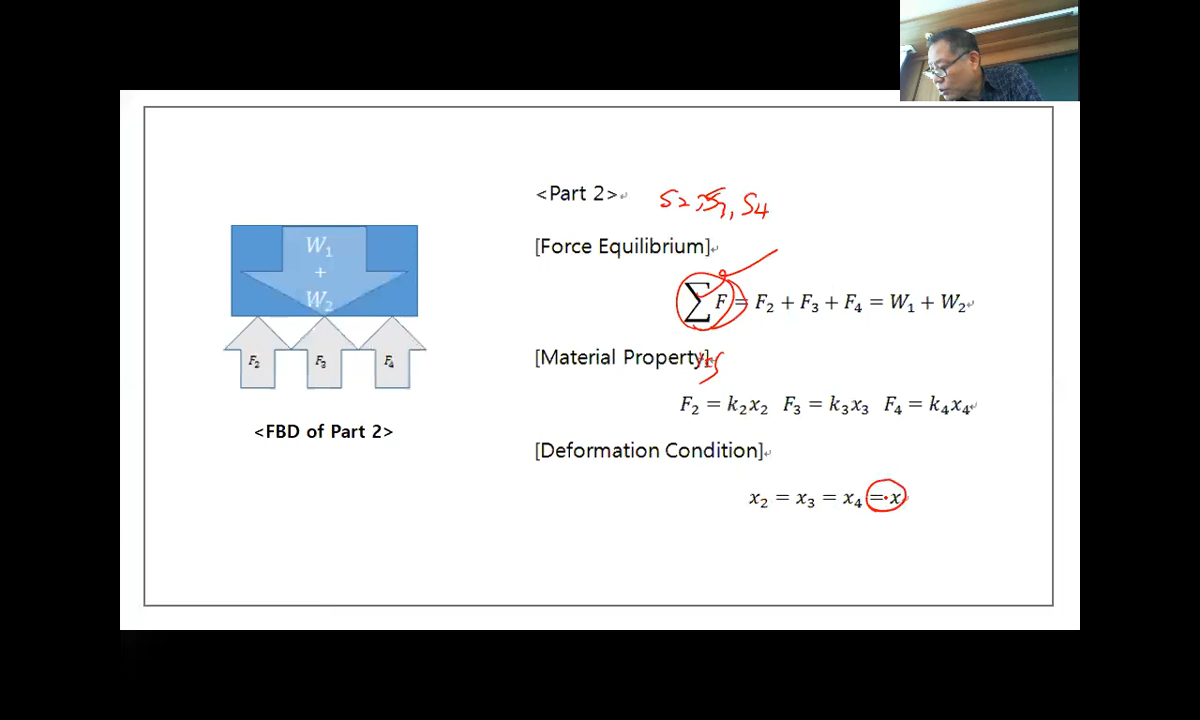 <Part 2> S2, S3, S4
[Force Equilibrium]
∑F = F₂ + F₃ + F₄ = W₁ + W₂
[Material Property]
F₂ = k₂x₂ F₃ = k₃x₃ F₄ = k₄x₄
[Deformation Condition]
x₂ = x₃ = x₄ = x
W₁
+
W₂
F₂ F₃ F₄
<FBD of Part 2>